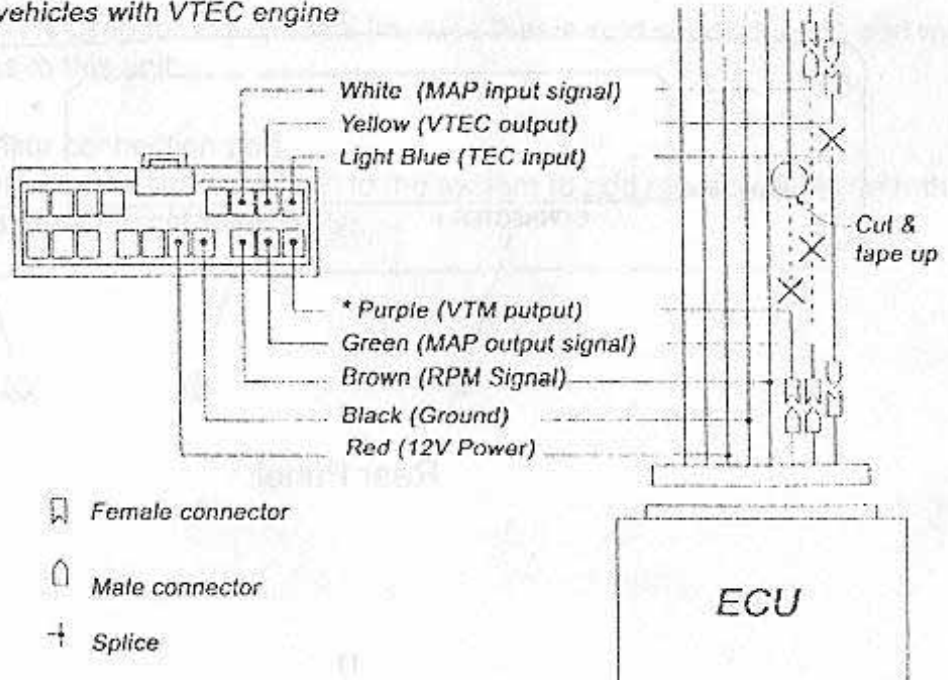 vehicles with VTEC engine
White (MAP input signal)
Yellow (VTEC output)
Light Blue (TEC input)
Cut &
tape up
* Purple (VTM putput)
Green (MAP output signal)
Brown (RPM Signal)
Black (Ground)
Red (12V Power)
Rear Panel
Female connector
Male connector
Splice
ECU